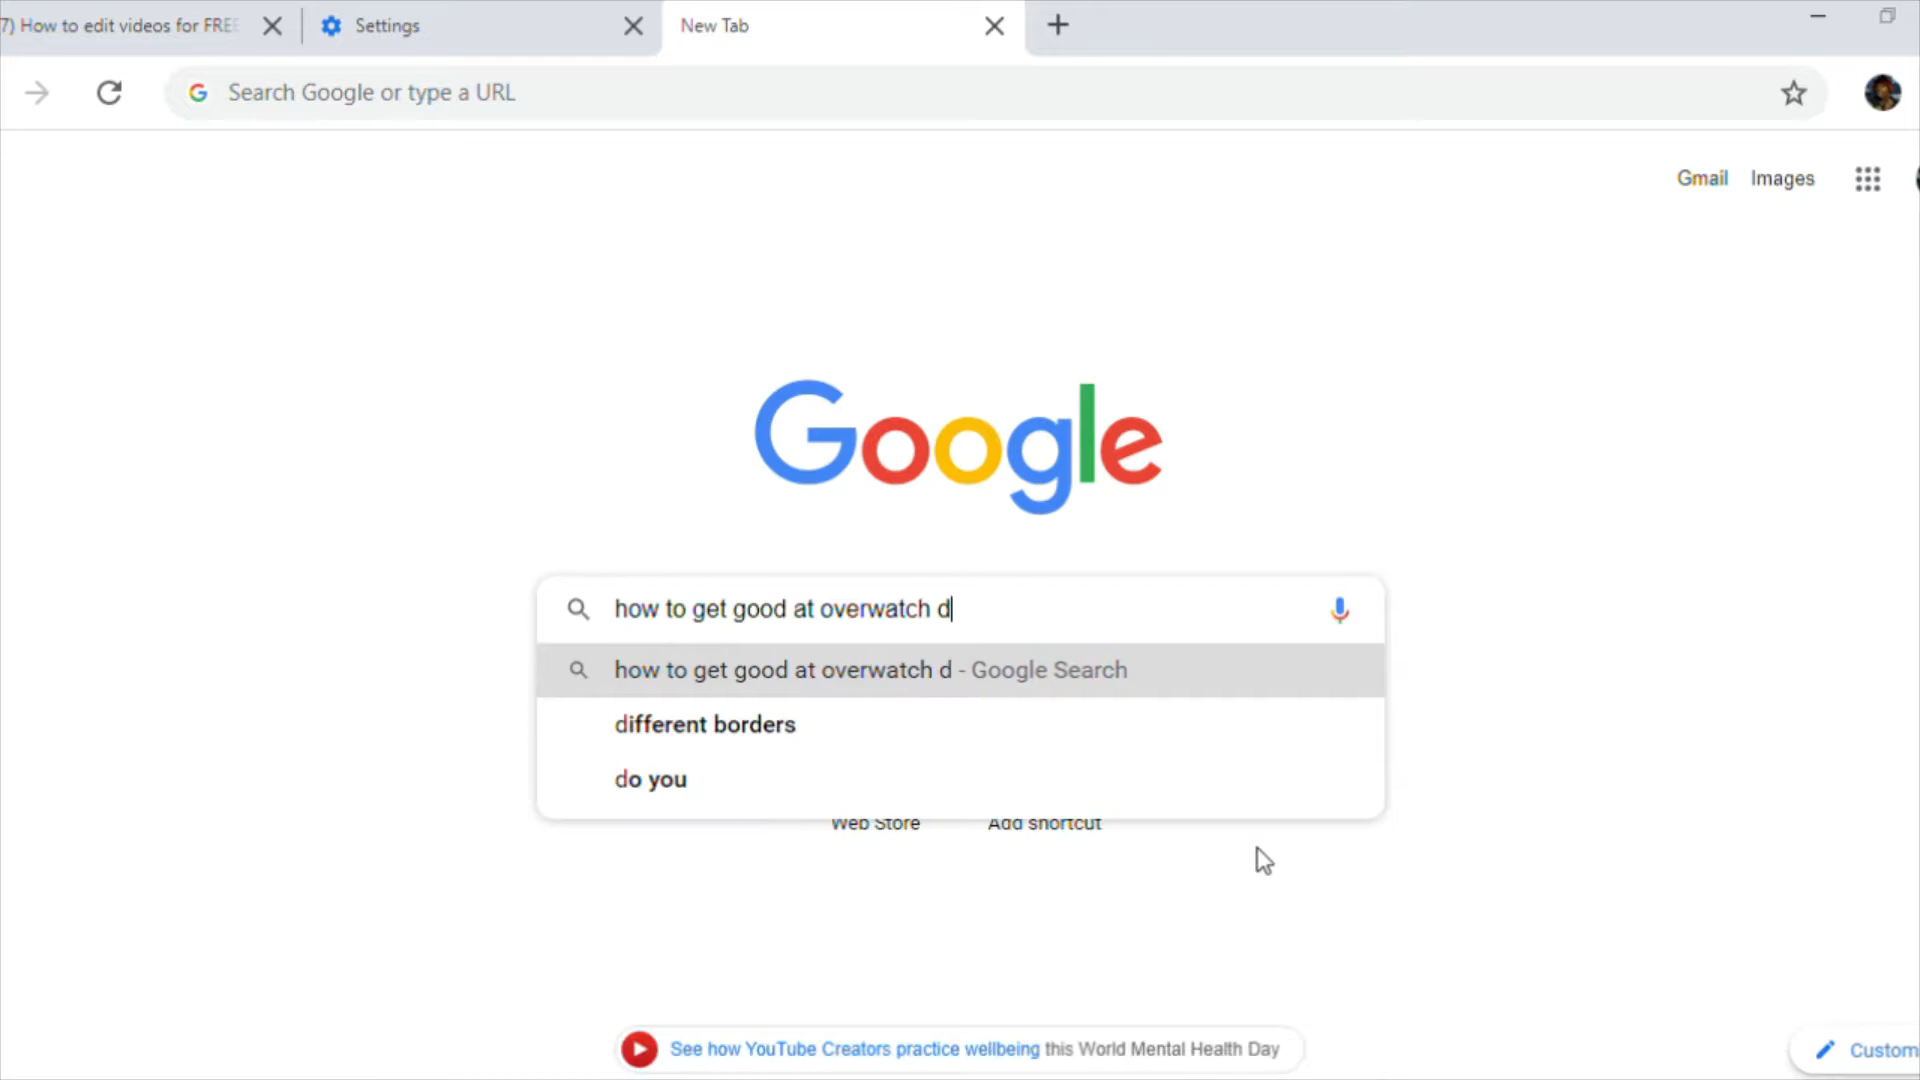 7) How to edit videos for FREE
Settings
New Tab
Search Google or type a URL
Gmail Images
Google
how to get good at overwatch d
how to get good at overwatch d - Google Search
different borders
do you
Web Store Add shortcut
See how YouTube Creators practice wellbeing this World Mental Health Day
Custom